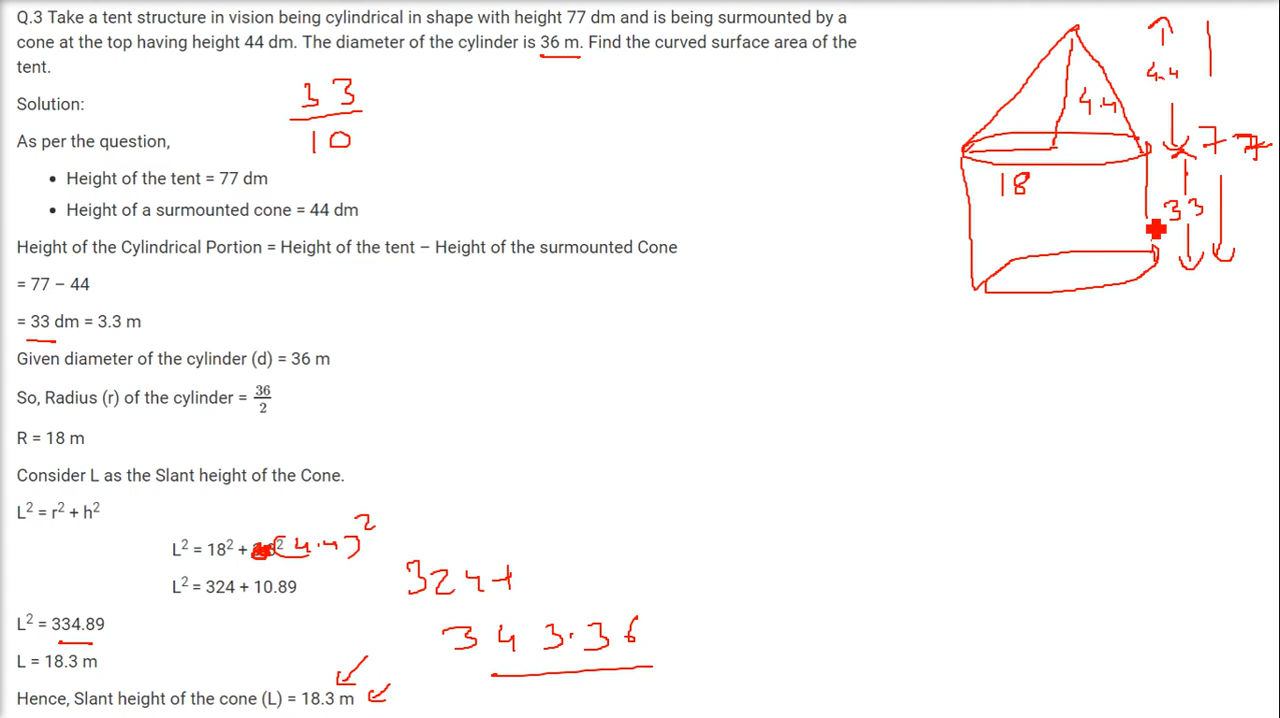 Q.3 Take a tent structure in vision being cylindrical in shape with height 77 dm and is being surmounted by a
cone at the top having height 44 dm. The diameter of the cylinder is 36 m. Find the curved surface area of the
tent.
Solution:
33
10
As per the question,
• Height of the tent = 77 dm
• Height of a surmounted cone = 44 dm
Height of the Cylindrical Portion = Height of the tent − Height of the surmounted Cone
= 77 − 44
= 33 dm = 3.3 m
Given diameter of the cylinder (d) = 36 m
So, Radius (r) of the cylinder = 36/2
R = 18 m
Consider L as the Slant height of the Cone.
L² = r² + h²
L² = 18² + (4.4)²
L² = 324 + 10.89
324+
L² = 334.89
343.36
L = 18.3 m
Hence, Slant height of the cone (L) = 18.3 m
4.4
4.4
77
18
33